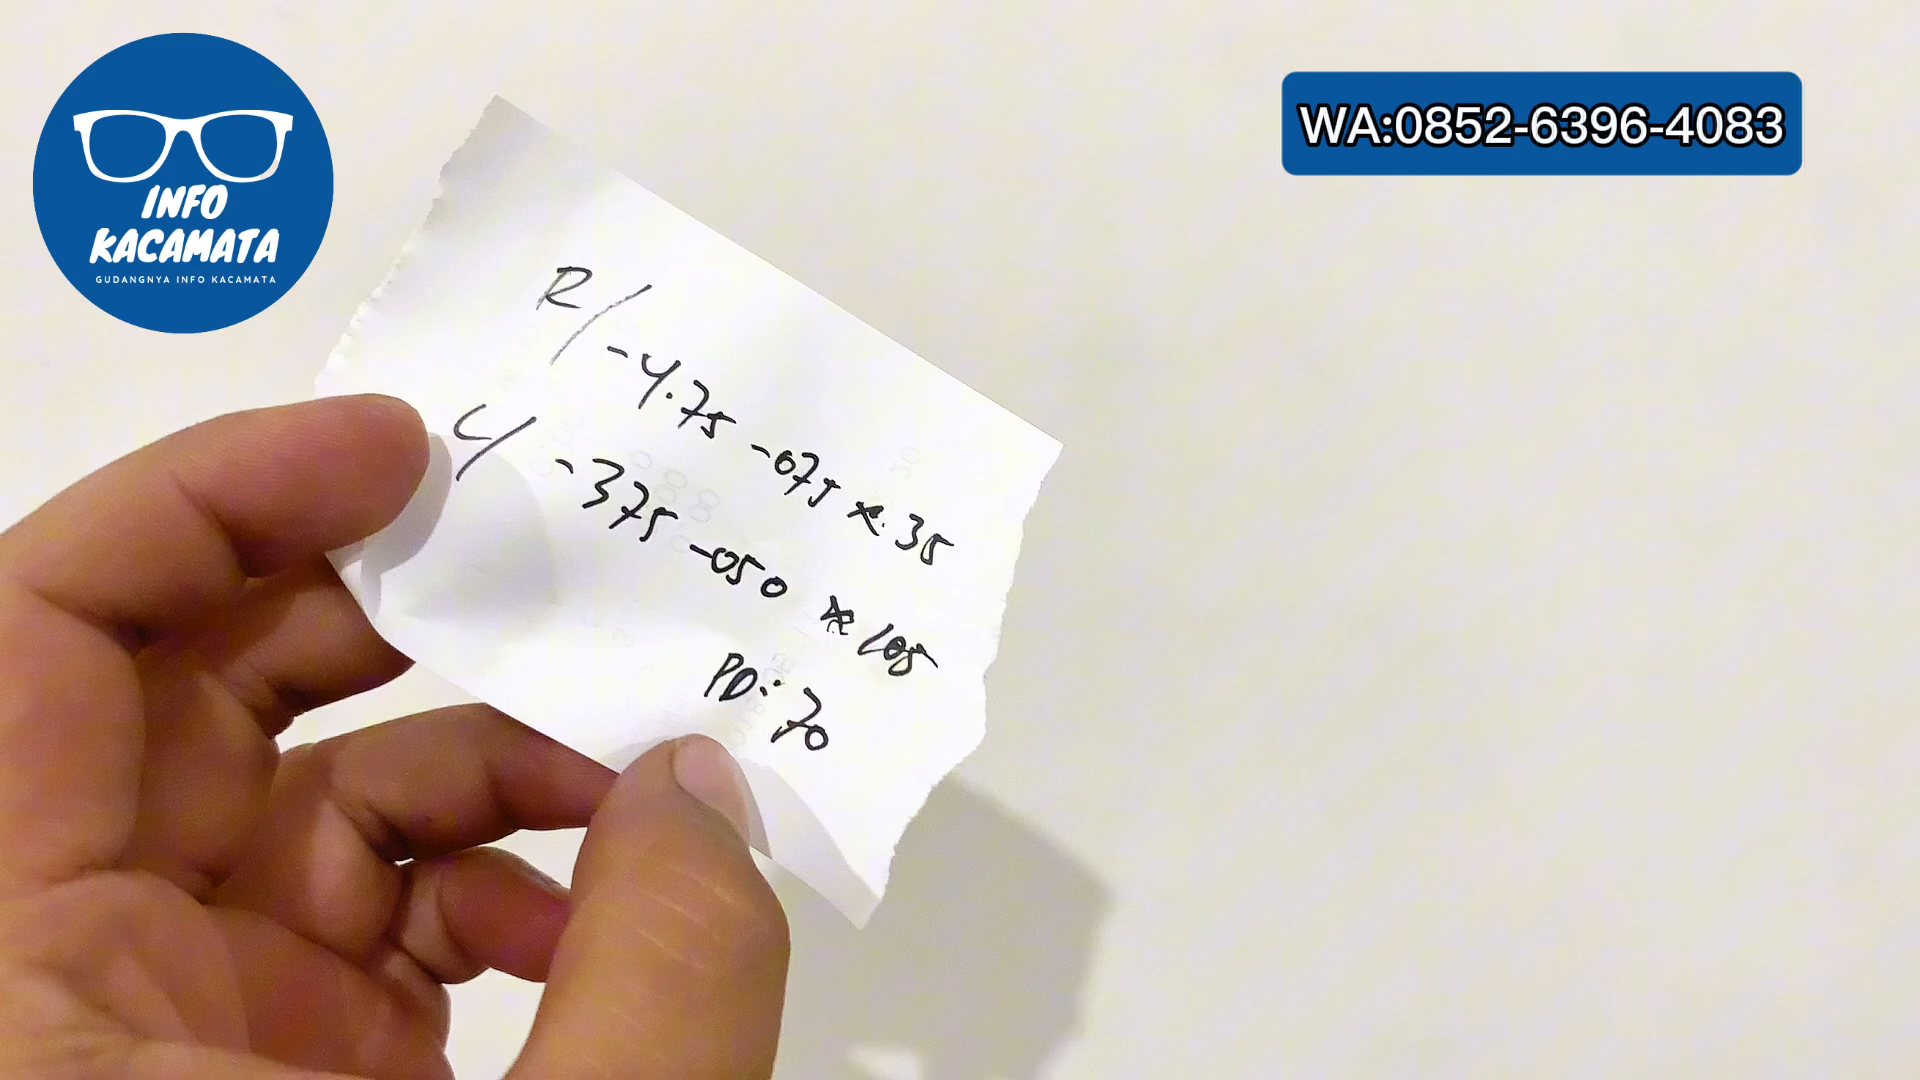 INFO
KACAMATA
GUDANGNYA INFO KACAMATA
WA:0852-6396-4083
R/ -4.75 -075 x. 35
L/ -375 -050 x 105
PD: 70